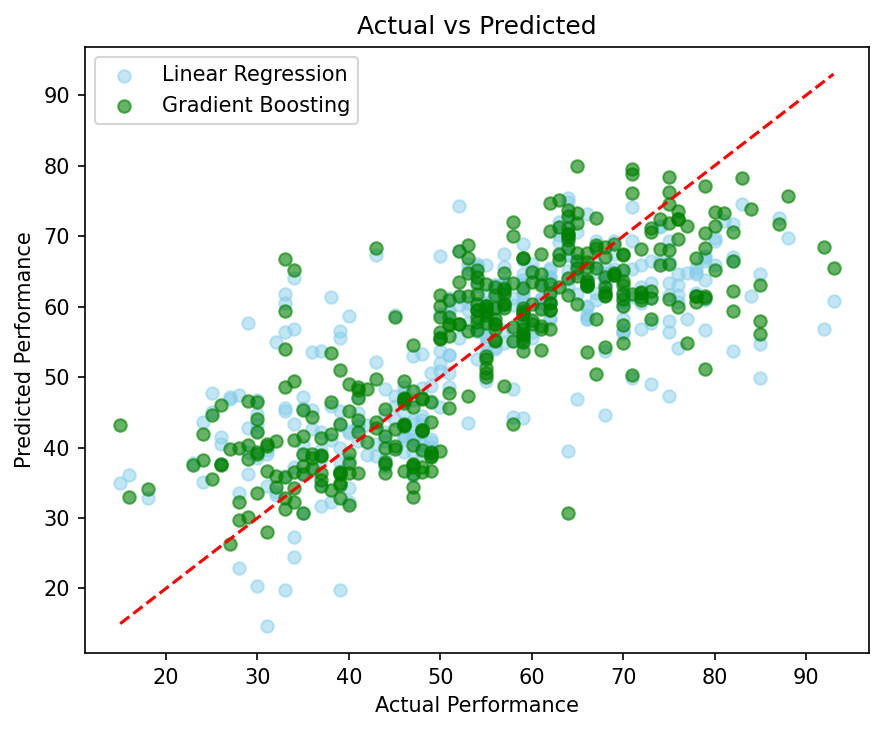 Actual vs Predicted
Linear Regression
Gradient Boosting
Predicted Performance
90
80
70
60
50
40
30
20
20 30 40 50 60 70 80 90
Actual Performance